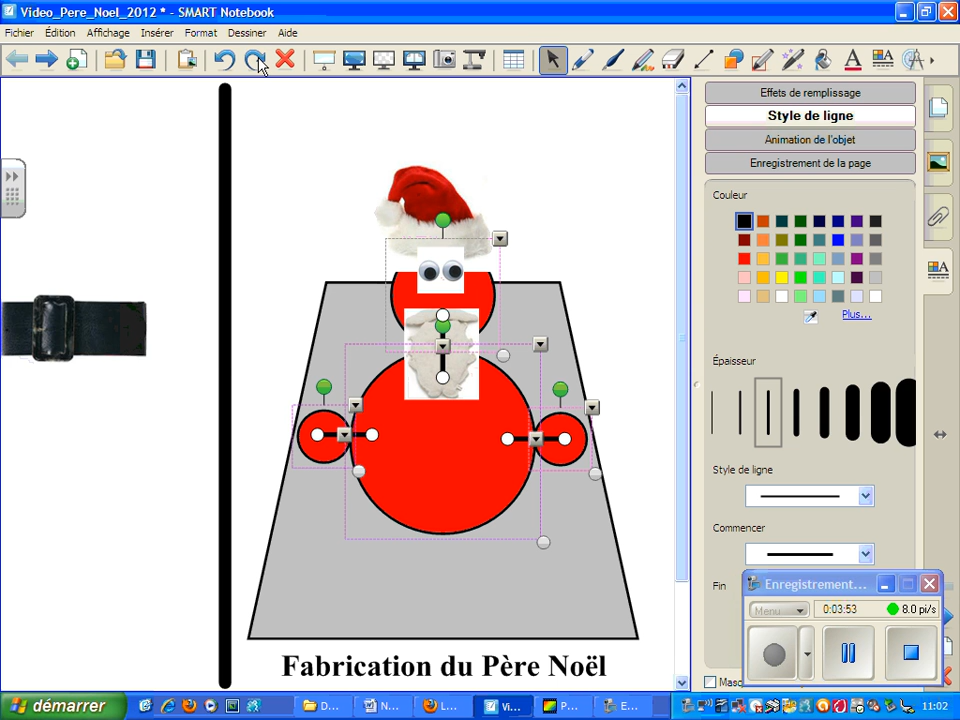 Video_Pere_Noel_2012 * - SMART Notebook
Fichier Édition Affichage Insérer Format Dessiner Aide
Effets de remplissage
Style de ligne
Animation de l'objet
Enregistrement de la page
Couleur
Plus...
Épaisseur
Style de ligne
Commencer
Fin
Enregistrement...
Menu
0:03:53
8.0 pi/s
Fabrication du Père Noël
Masc
démarrer
D...
N...
L...
Vi...
P...
E...
11:02